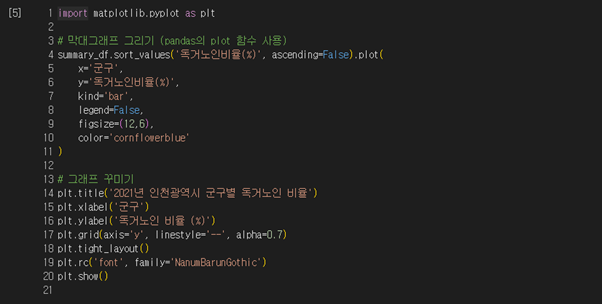 [5]
1 import matplotlib.pyplot as plt
2
3 # 막대그래프 그리기 (pandas의 plot 함수 사용)
4 summary_df.sort_values('독거노인비율(%)', ascending=False).plot(
5     x='군구',
6     y='독거노인비율(%)',
7     kind='bar',
8     legend=False,
9     figsize=(12,6),
10     color='cornflowerblue'
11 )
12
13 # 그래프 꾸미기
14 plt.title('2021년 인천광역시 군구별 독거노인 비율')
15 plt.xlabel('군구')
16 plt.ylabel('독거노인 비율 (%)')
17 plt.grid(axis='y', linestyle='--', alpha=0.7)
18 plt.tight_layout()
19 plt.rc('font', family='NanumBarunGothic')
20 plt.show()
21